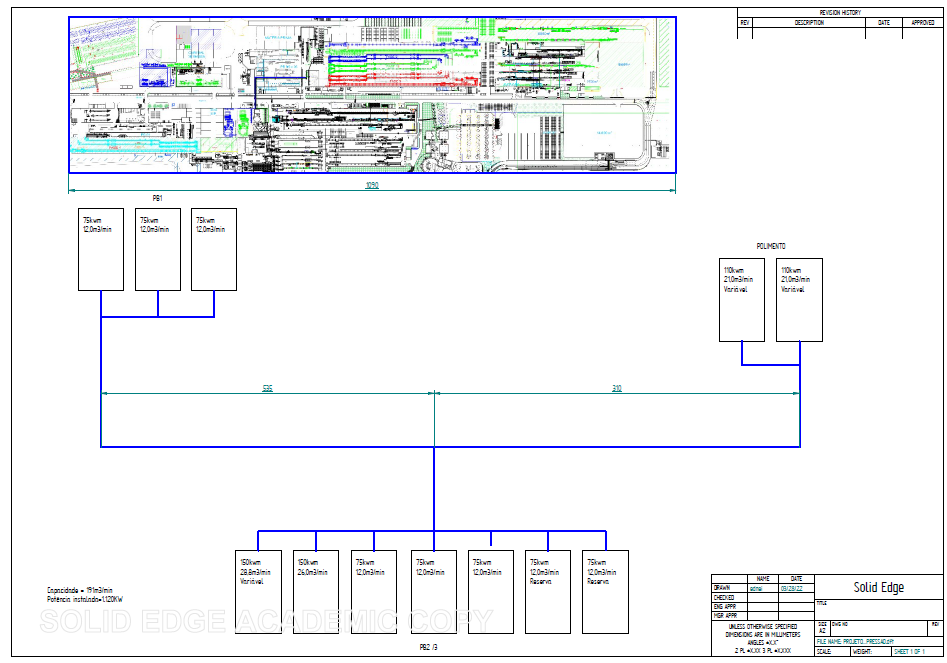 REVISION HISTORY
REV DESCRIPTION DATE APPROVED
1090
PB1
75kwm
12,0m3/min
75kwm
12,0m3/min
75kwm
12,0m3/min
POLIMENTO
110kwm
21,0m3/min
Variável
110kwm
21,0m3/min
Variável
535
310
150kwm
28,8m3/min
Variável
150kwm
26,0m3/min
75kwm
12,0m3/min
75kwm
12,0m3/min
75kwm
12,0m3/min
75kwm
12,0m3/min
Reserva
75kwm
12,0m3/min
Reserva
Capacidade = 191m3/min
Potência instalada=1.120KW
SOLID EDGE ACADEMIC COPY
PB2 /3
NAME DATE
DRAWN 03/23/22
CHECKED
ENG APPR
MGR APPR
UNLESS OTHERWISE SPECIFIED
DIMENSIONS ARE IN MILLIMETERS
ANGLES ±X.X°
2 PL ±X.XX 3 PL ±X.XXX
Solid Edge
TITLE
SIZE DWG NO REV
A2
FILE NAME: PROJETO_PRESSAO.dft
SCALE: WEIGHT: SHEET 1 OF 1